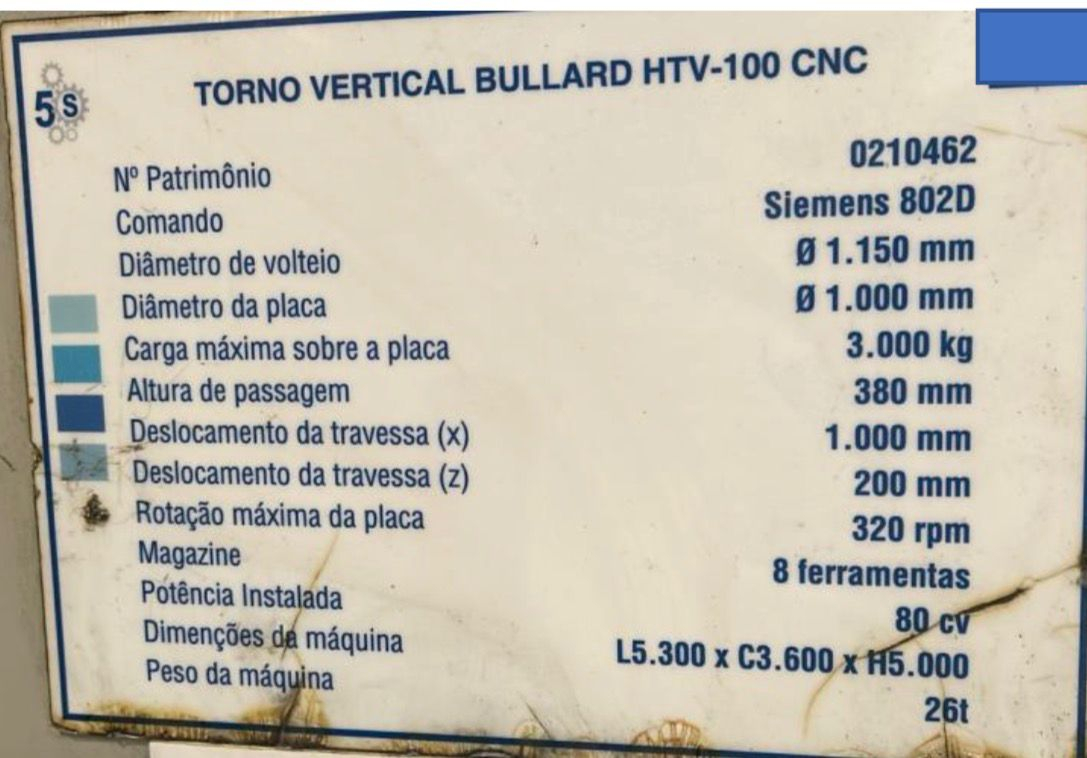 5 S
TORNO VERTICAL BULLARD HTV-100 CNC
Nº Patrimônio 0210462
Comando Siemens 802D
Diâmetro de volteio Ø 1.150 mm
Diâmetro da placa Ø 1.000 mm
Carga máxima sobre a placa 3.000 kg
Altura de passagem 380 mm
Deslocamento da travessa (x) 1.000 mm
Deslocamento da travessa (z) 200 mm
Rotação máxima da placa 320 rpm
Magazine 8 ferramentas
Potência Instalada 80 cv
Dimenções da máquina L5.300 x C3.600 x H5.000
Peso da máquina 26t